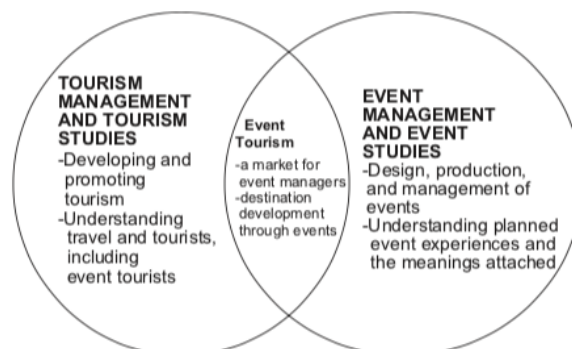 TOURISM
MANAGEMENT
AND TOURISM
STUDIES
-Developing and
promoting
tourism
-Understanding
travel and tourists,
including
event tourists
Event
Tourism
-a market for
event managers
-destination
development
through events
EVENT
MANAGEMENT
AND EVENT
STUDIES
-Design, production,
and management of
events
-Understanding planned
event experiences and
the meanings attached